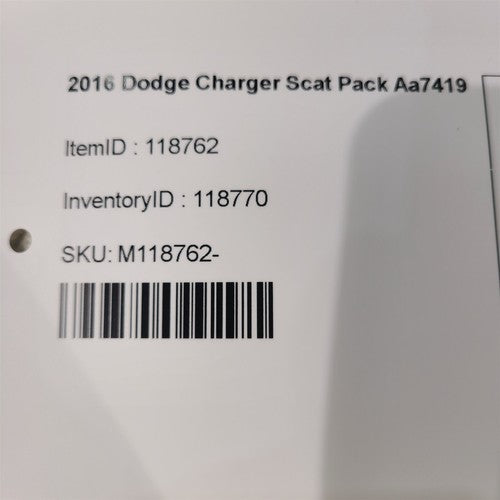 2016 Dodge Charger Scat Pack Aa7419
ItemID : 118762
InventoryID : 118770
SKU: M118762-